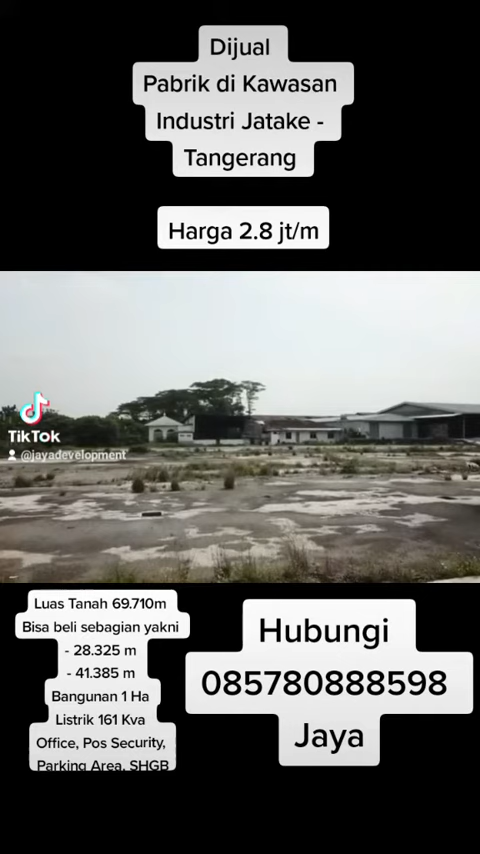 Dijual
Pabrik di Kawasan
Industri Jatake -
Tangerang
Harga 2.8 jt/m
TikTok
@jayadevelopment
Luas Tanah 69.710m
Bisa beli sebagian yakni
- 28.325 m
- 41.385 m
Bangunan 1 Ha
Listrik 161 Kva
Office, Pos Security,
Parking Area, SHGB
Hubungi
085780888598
Jaya